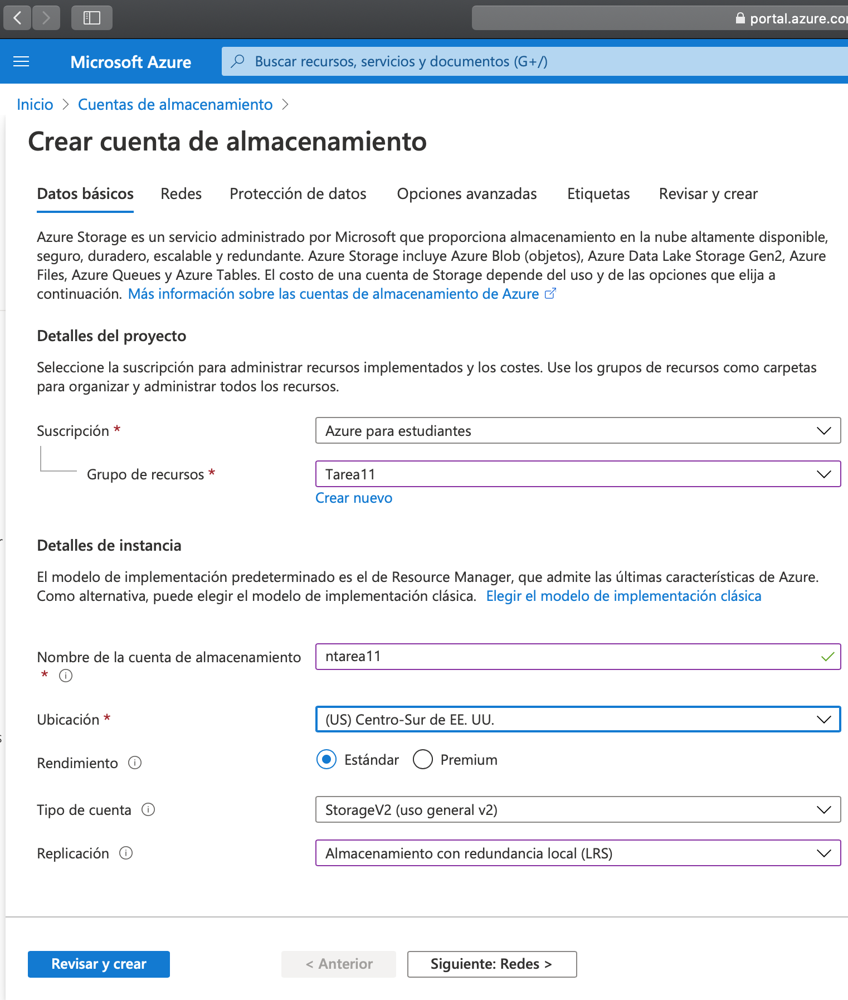 portal.azure.co
Microsoft Azure
Buscar recursos, servicios y documentos (G+/)
Inicio > Cuentas de almacenamiento >
Crear cuenta de almacenamiento
Datos básicos Redes Protección de datos Opciones avanzadas Etiquetas Revisar y crear
Azure Storage es un servicio administrado por Microsoft que proporciona almacenamiento en la nube altamente disponible,
seguro, duradero, escalable y redundante. Azure Storage incluye Azure Blob (objetos), Azure Data Lake Storage Gen2, Azure
Files, Azure Queues y Azure Tables. El costo de una cuenta de Storage depende del uso y de las opciones que elija a
continuación. Más información sobre las cuentas de almacenamiento de Azure
Detalles del proyecto
Seleccione la suscripción para administrar recursos implementados y los costes. Use los grupos de recursos como carpetas
para organizar y administrar todos los recursos.
Suscripción * Azure para estudiantes
Grupo de recursos * Tarea11
Crear nuevo
Detalles de instancia
El modelo de implementación predeterminado es el de Resource Manager, que admite las últimas características de Azure.
Como alternativa, puede elegir el modelo de implementación clásica. Elegir el modelo de implementación clásica
Nombre de la cuenta de almacenamiento * ntarea11
Ubicación * (US) Centro-Sur de EE. UU.
Rendimiento Estándar Premium
Tipo de cuenta StorageV2 (uso general v2)
Replicación Almacenamiento con redundancia local (LRS)
Revisar y crear < Anterior Siguiente: Redes >